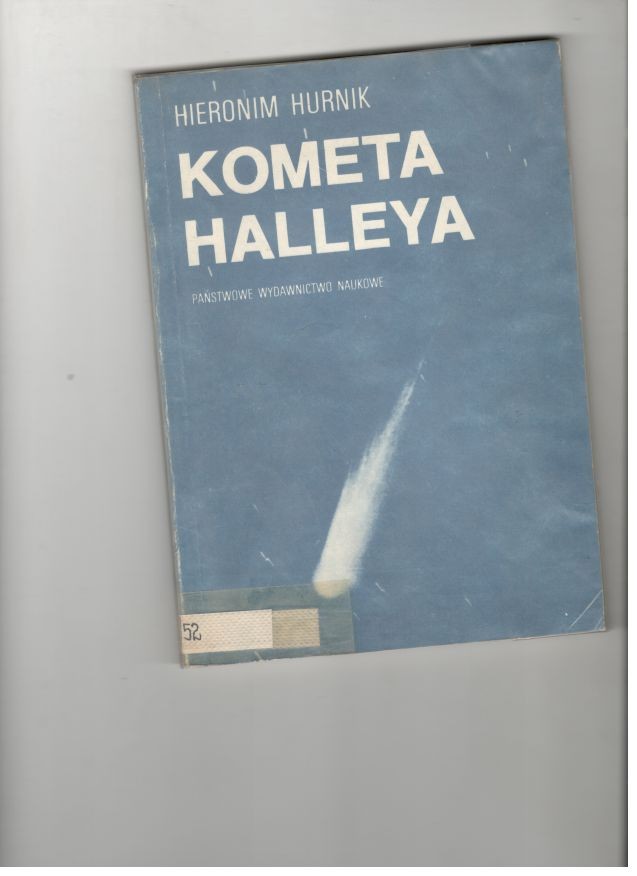 HIERONIM HURNIK
KOMETA
HALLEYA
PAŃSTWOWE WYDAWNICTWO NAUKOWE
52